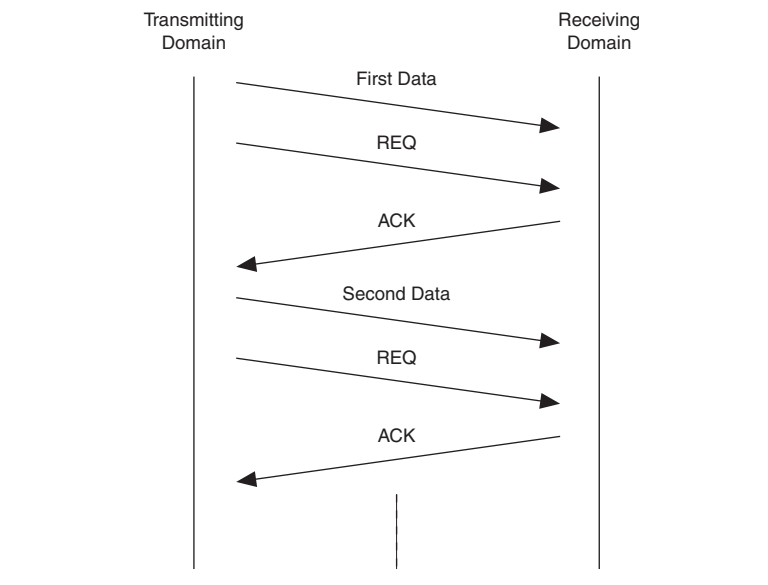 Transmitting
Domain
Receiving
Domain
First Data
REQ
ACK
Second Data
REQ
ACK